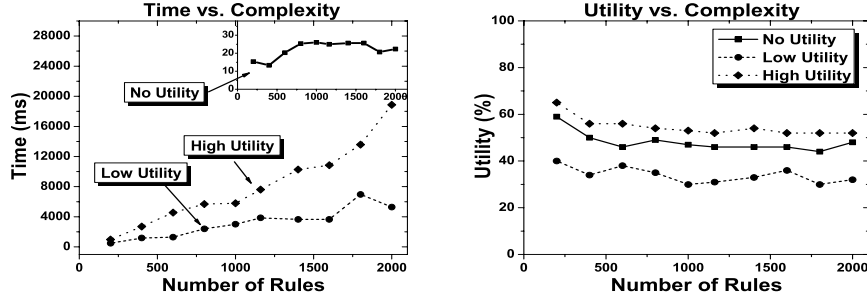 Time vs. Complexity
Time (ms)
28000
24000
20000
16000
12000
8000
4000
0
30
20
10
0
0 500 1000 1500 2000
No Utility
High Utility
Low Utility
0 500 1000 1500 2000
Number of Rules
Utility vs. Complexity
Utility (%)
100
80
60
40
20
0
No Utility
Low Utility
High Utility
0 500 1000 1500 2000
Number of Rules